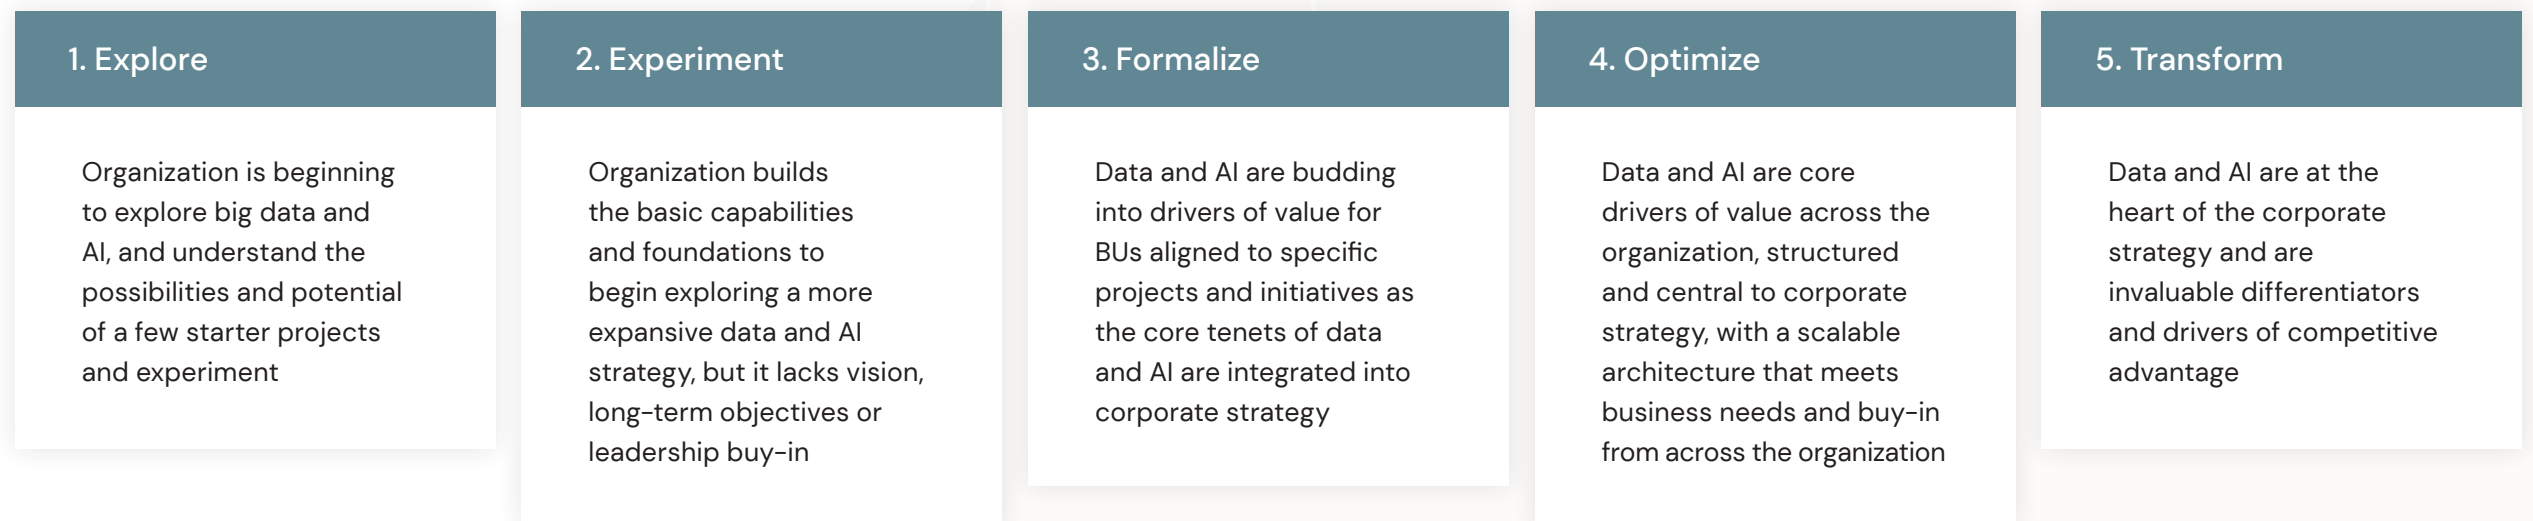 1. Explore
Organization is beginning
to explore big data and
AI, and understand the
possibilities and potential
of a few starter projects
and experiment
2. Experiment
Organization builds
the basic capabilities
and foundations to
begin exploring a more
expansive data and AI
strategy, but it lacks vision,
long-term objectives or
leadership buy-in
3. Formalize
Data and AI are budding
into drivers of value for
BUs aligned to specific
projects and initiatives as
the core tenets of data
and AI are integrated into
corporate strategy
4. Optimize
Data and AI are core
drivers of value across the
organization, structured
and central to corporate
strategy, with a scalable
architecture that meets
business needs and buy-in
from across the organization
5. Transform
Data and AI are at the
heart of the corporate
strategy and are
invaluable differentiators
and drivers of competitive
advantage